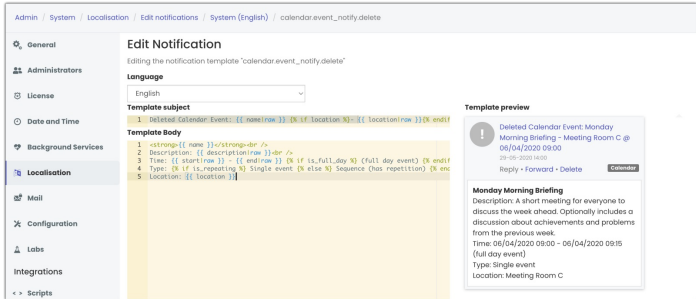 Admin / System / Localisation / Edit notifications / System (English) / calendar.event_notify.delete
General
Administrators
License
Date and Time
Background Services
Localisation
Mail
Configuration
Labs
Integrations
< > Scripts
Edit Notification
Editing the notification template "calendar.event_notify.delete"
Language
English
Template subject
1 Deleted Calendar Event: {{ name|raw }} {% if location %}- {{ location|raw }}{% endif
Template Body
1 <strong>{{ name }}</strong><br />
2 Description: {{ description|raw }}<br />
3 Time: {{ start|raw }} - {{ end|raw }} {% if is_full_day %} (full day event) {% endif
4 Type: {% if is_repeating %} Single event {% else %} Sequence (has repetition) {% end
5 Location: {{ location }}
Template preview
Deleted Calendar Event: Monday
Morning Briefing - Meeting Room C @
06/04/2020 09:00
29-05-2020 14:00
Reply • Forward • Delete
Calendar
Monday Morning Briefing
Description: A short meeting for everyone to
discuss the week ahead. Optionally includes a
discussion about achievements and problems
from the previous week.
Time: 06/04/2020 09:00 - 06/04/2020 09:15
(full day event)
Type: Single event
Location: Meeting Room C